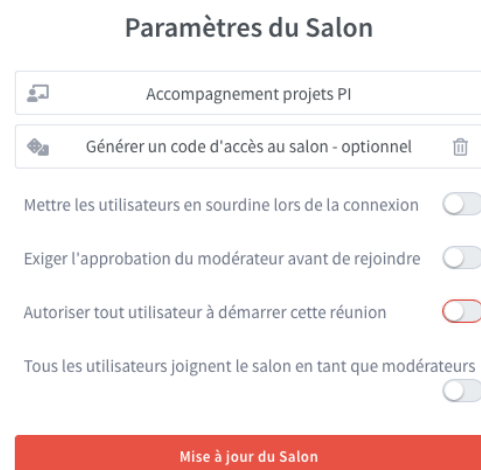 Paramètres du Salon
Accompagnement projets PI
Générer un code d'accès au salon - optionnel
Mettre les utilisateurs en sourdine lors de la connexion
Exiger l'approbation du modérateur avant de rejoindre
Autoriser tout utilisateur à démarrer cette réunion
Tous les utilisateurs joignent le salon en tant que modérateurs
Mise à jour du Salon